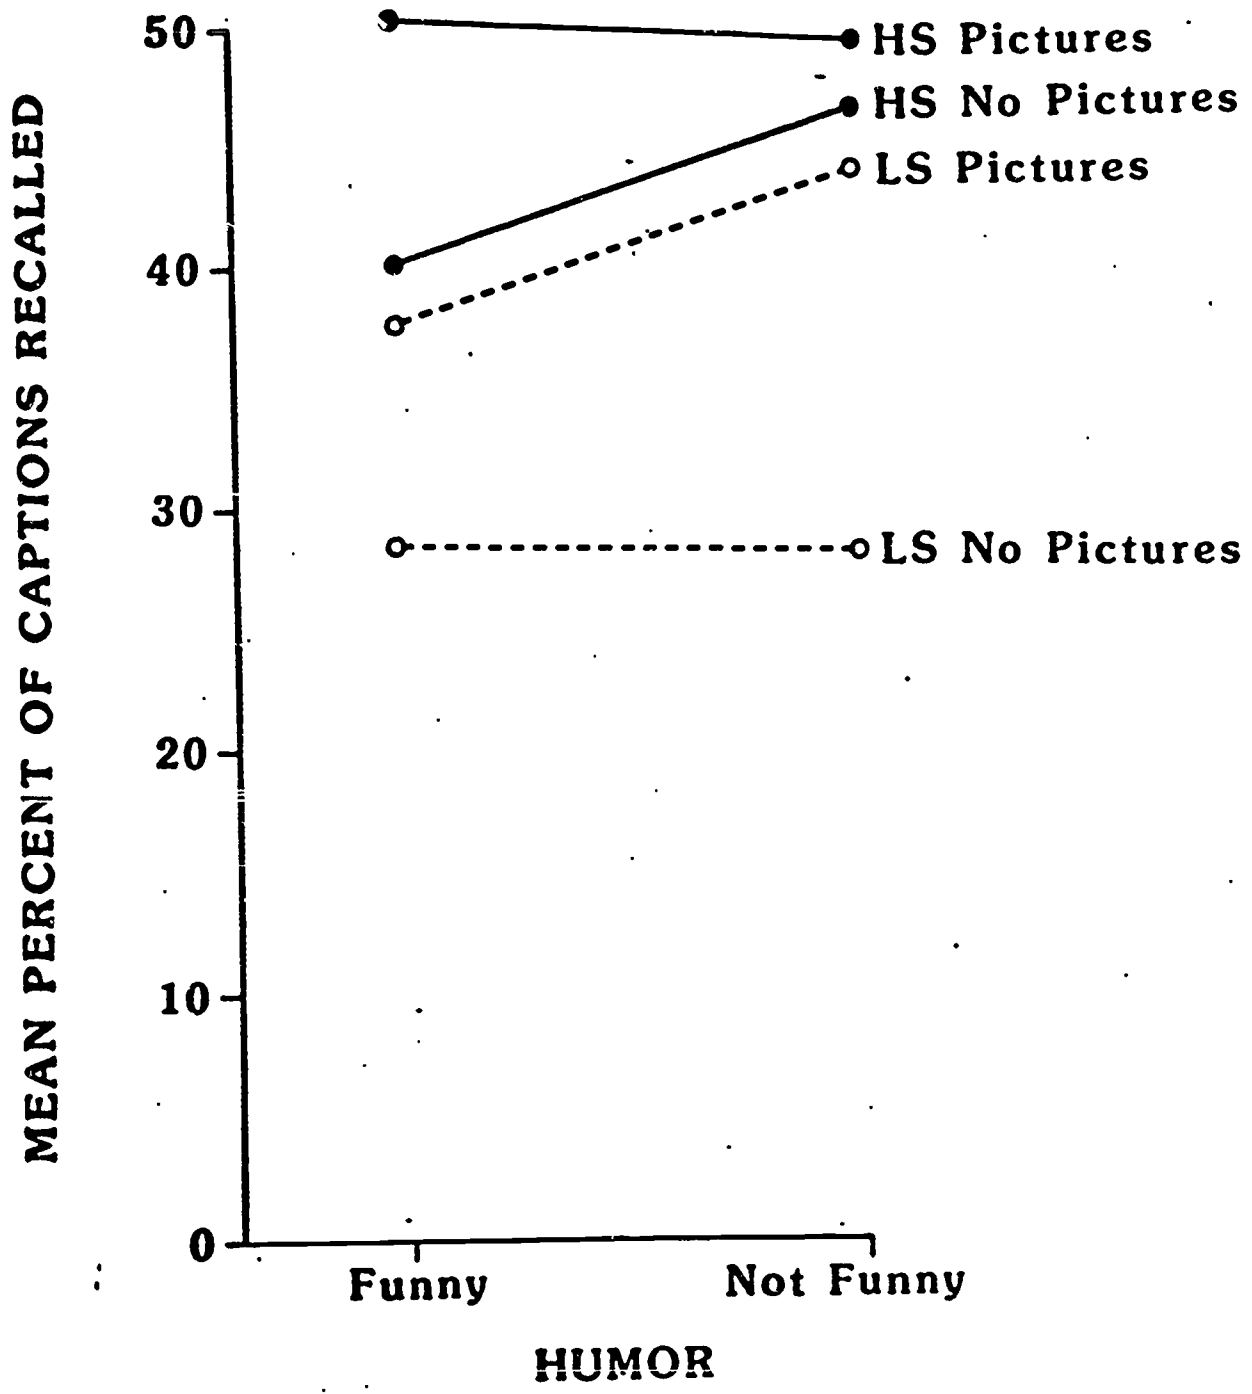 MEAN PERCENT OF CAPTIONS RECALLED
50
40
30
20
10
0
HS Pictures
HS No Pictures
LS Pictures
LS No Pictures
Funny
Not Funny
HUMOR